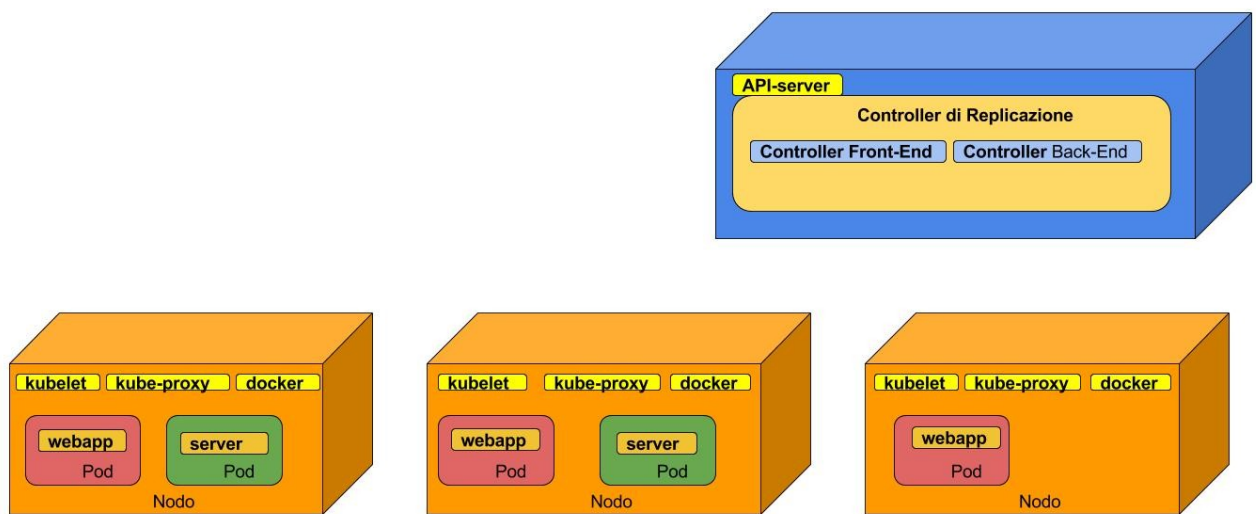 API-server
Controller di Replicazione
Controller Front-End Controller Back-End
kubelet kube-proxy docker
webapp server
Pod Pod
Nodo
kubelet kube-proxy docker
webapp server
Pod Pod
Nodo
kubelet kube-proxy docker
webapp
Pod
Nodo